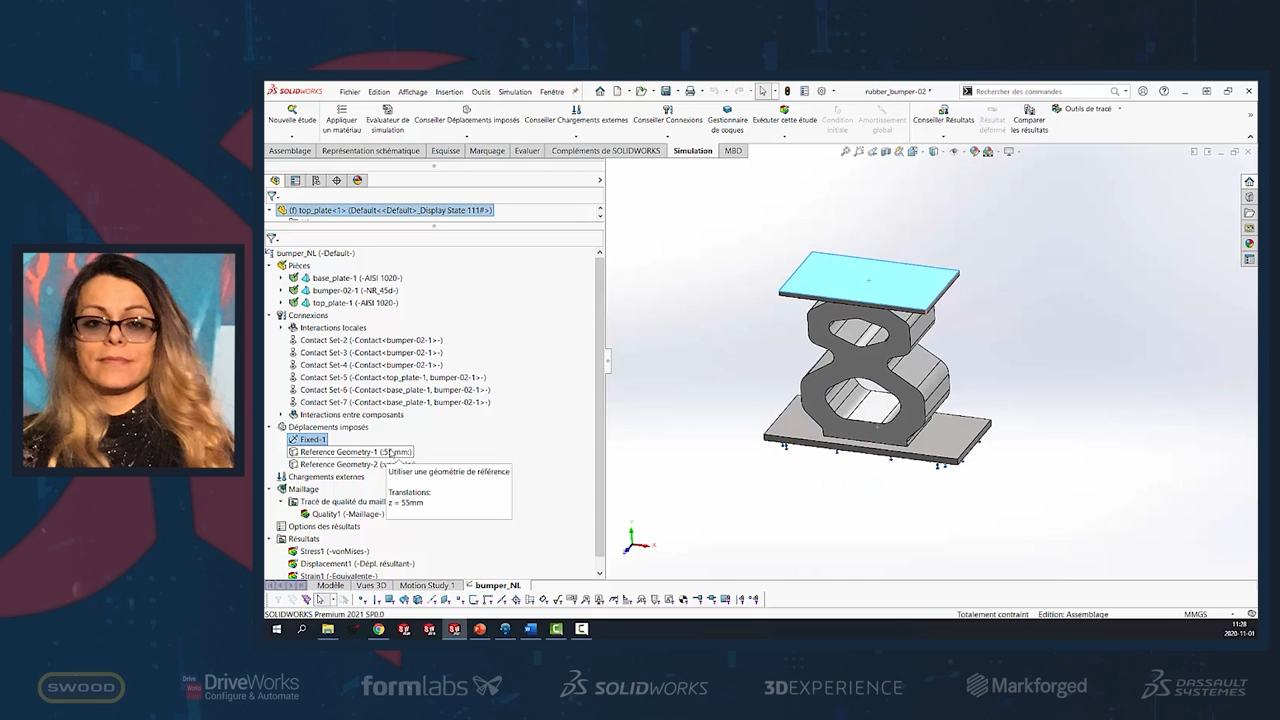 SOLIDWORKS
Fichier Edition Affichage Insertion Outils Simulation Fenêtre
rubber_bumper-02 *
Rechercher des commandes
Nouvelle étude
Appliquer un matériau
Evaluateur de simulation
Conseiller Déplacements imposés
Conseiller Chargements externes
Conseiller Connexions
Gestionnaire de coques
Exécuter cette étude
Condition initiale
Amortissement global
Conseiller Résultats
Résultat déformé
Comparer les résultats
Outils de tracé
Assemblage Représentation schématique Esquisse Marquage Evaluer Compléments de SOLIDWORKS Simulation MBD
(f) top_plate<1> (Default<<Default>_Display State 111#>)
bumper_NL (-Default-)
Pièces
base_plate-1 (-AISI 1020-)
bumper-02-1 (-NR_45d-)
top_plate-1 (-AISI 1020-)
Connexions
Interactions locales
Contact Set-2 (-Contact<bumper-02-1>-)
Contact Set-3 (-Contact<bumper-02-1>-)
Contact Set-4 (-Contact<bumper-02-1>-)
Contact Set-5 (-Contact<top_plate-1, bumper-02-1>-)
Contact Set-6 (-Contact<base_plate-1, bumper-02-1>-)
Contact Set-7 (-Contact<base_plate-1, bumper-02-1>-)
Interactions entre composants
Déplacements imposés
Fixed-1
Reference Geometry-1 (:55 mm:)
Reference Geometry-2
Utiliser une géométrie de référence
Chargements externes
Maillage
Translations:
Tracé de qualité du mail
z = 55mm
Quality1 (-Maillage-)
Options des résultats
Résultats
Stress1 (-vonMises-)
Displacement1 (-Dépl. résultant-)
Strain1 (-Equivalente-)
Y
X
Z
Modèle Vues 3D Motion Study 1 bumper_NL
SOLIDWORKS Premium 2021 SP0.0
Totalement contraint Edition: Assemblage MMGS
11:28
2020-11-01
SWOOD
DriveWorks
DriveWorks
Configure & Automate
formlabs
SOLIDWORKS
3DEXPERIENCE
Markforged
DASSAULT SYSTEMES